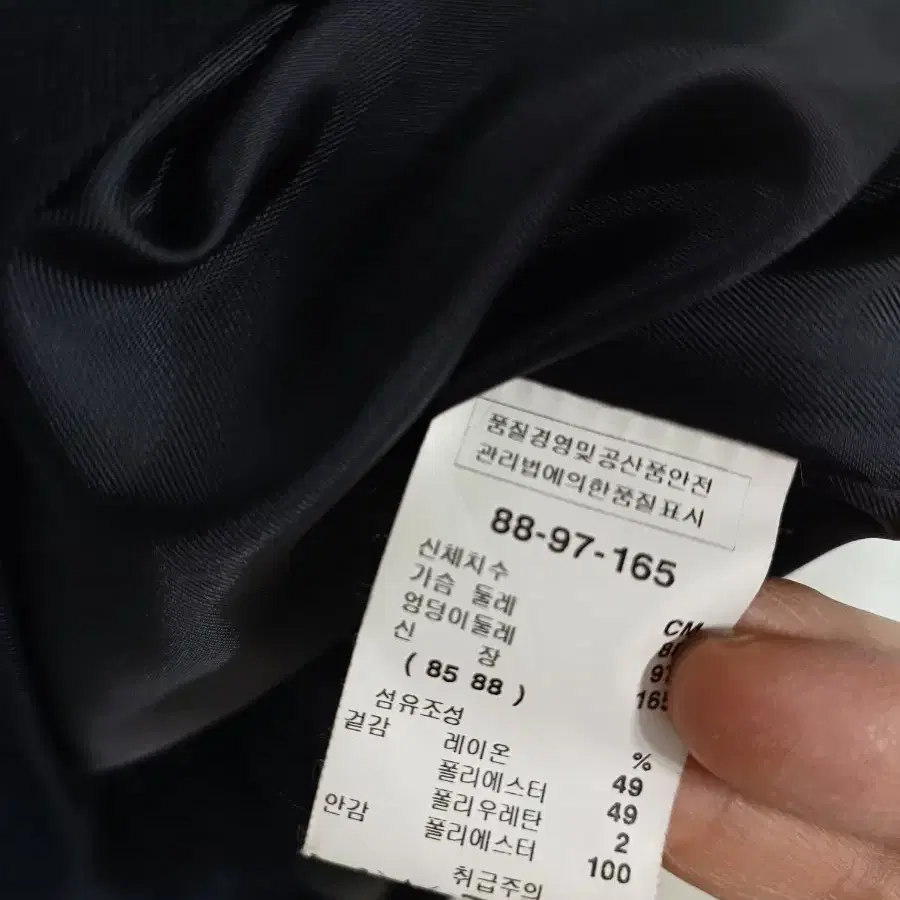 품질경영및공산품안전
관리법에의한품질표시
88-97-165
신체치수 CM
가슴 둘레
엉덩이둘레
신 장 165
( 85 88 )
섬유조성 %
겉감 레이온 49
폴리에스터 49
폴리우레탄 2
안감 폴리에스터 100
취급주의